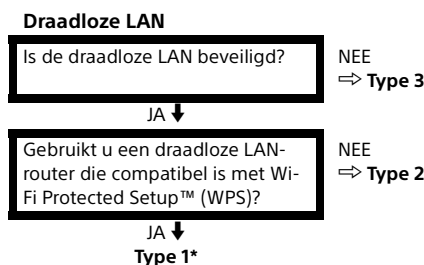 Draadloze LAN
Is de draadloze LAN beveiligd?
NEE
⇨ Type 3
JA ⬇
Gebruikt u een draadloze LAN-
router die compatibel is met Wi-
Fi Protected Setup™ (WPS)?
NEE
⇨ Type 2
JA ⬇
Type 1*